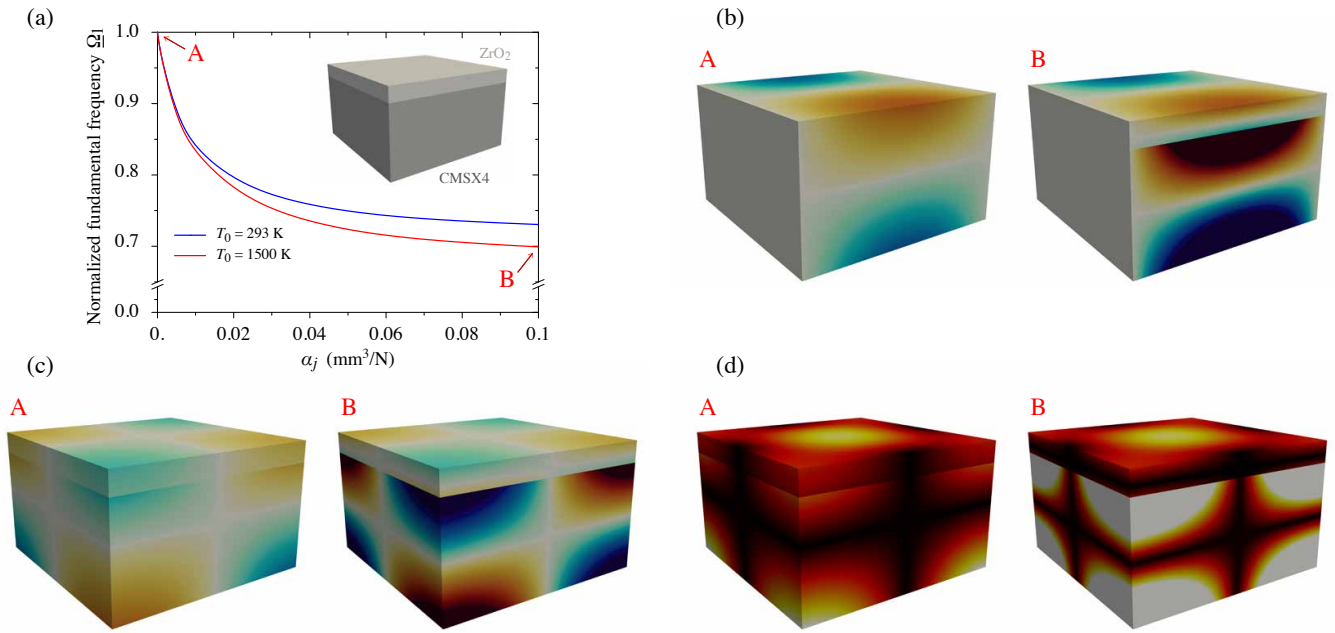 (a)
Normalized fundamental frequency Ω1
1.0
0.9
0.8
0.7
0.0
A
ZrO2
CMSX4
T0 = 293 K
T0 = 1500 K
B
0.
0.02
0.04
0.06
0.08
0.1
αj (mm³/N)
(b)
A
B
(c)
A
B
(d)
A
B